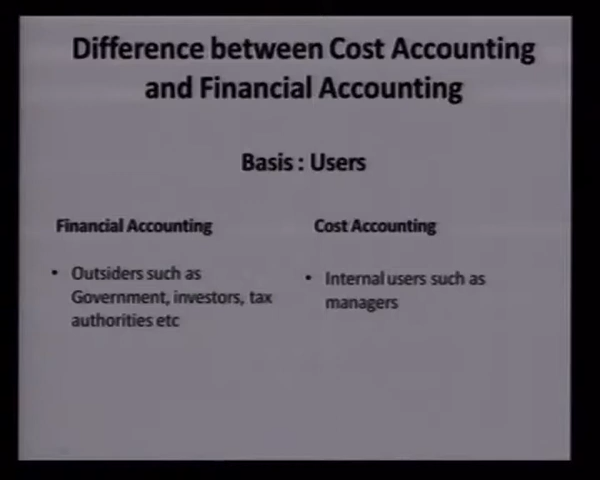 Difference between Cost Accounting
and Financial Accounting
Basis : Users
Financial Accounting
• Outsiders such as
Government, investors, tax
authorities etc
Cost Accounting
• Internal users such as
managers